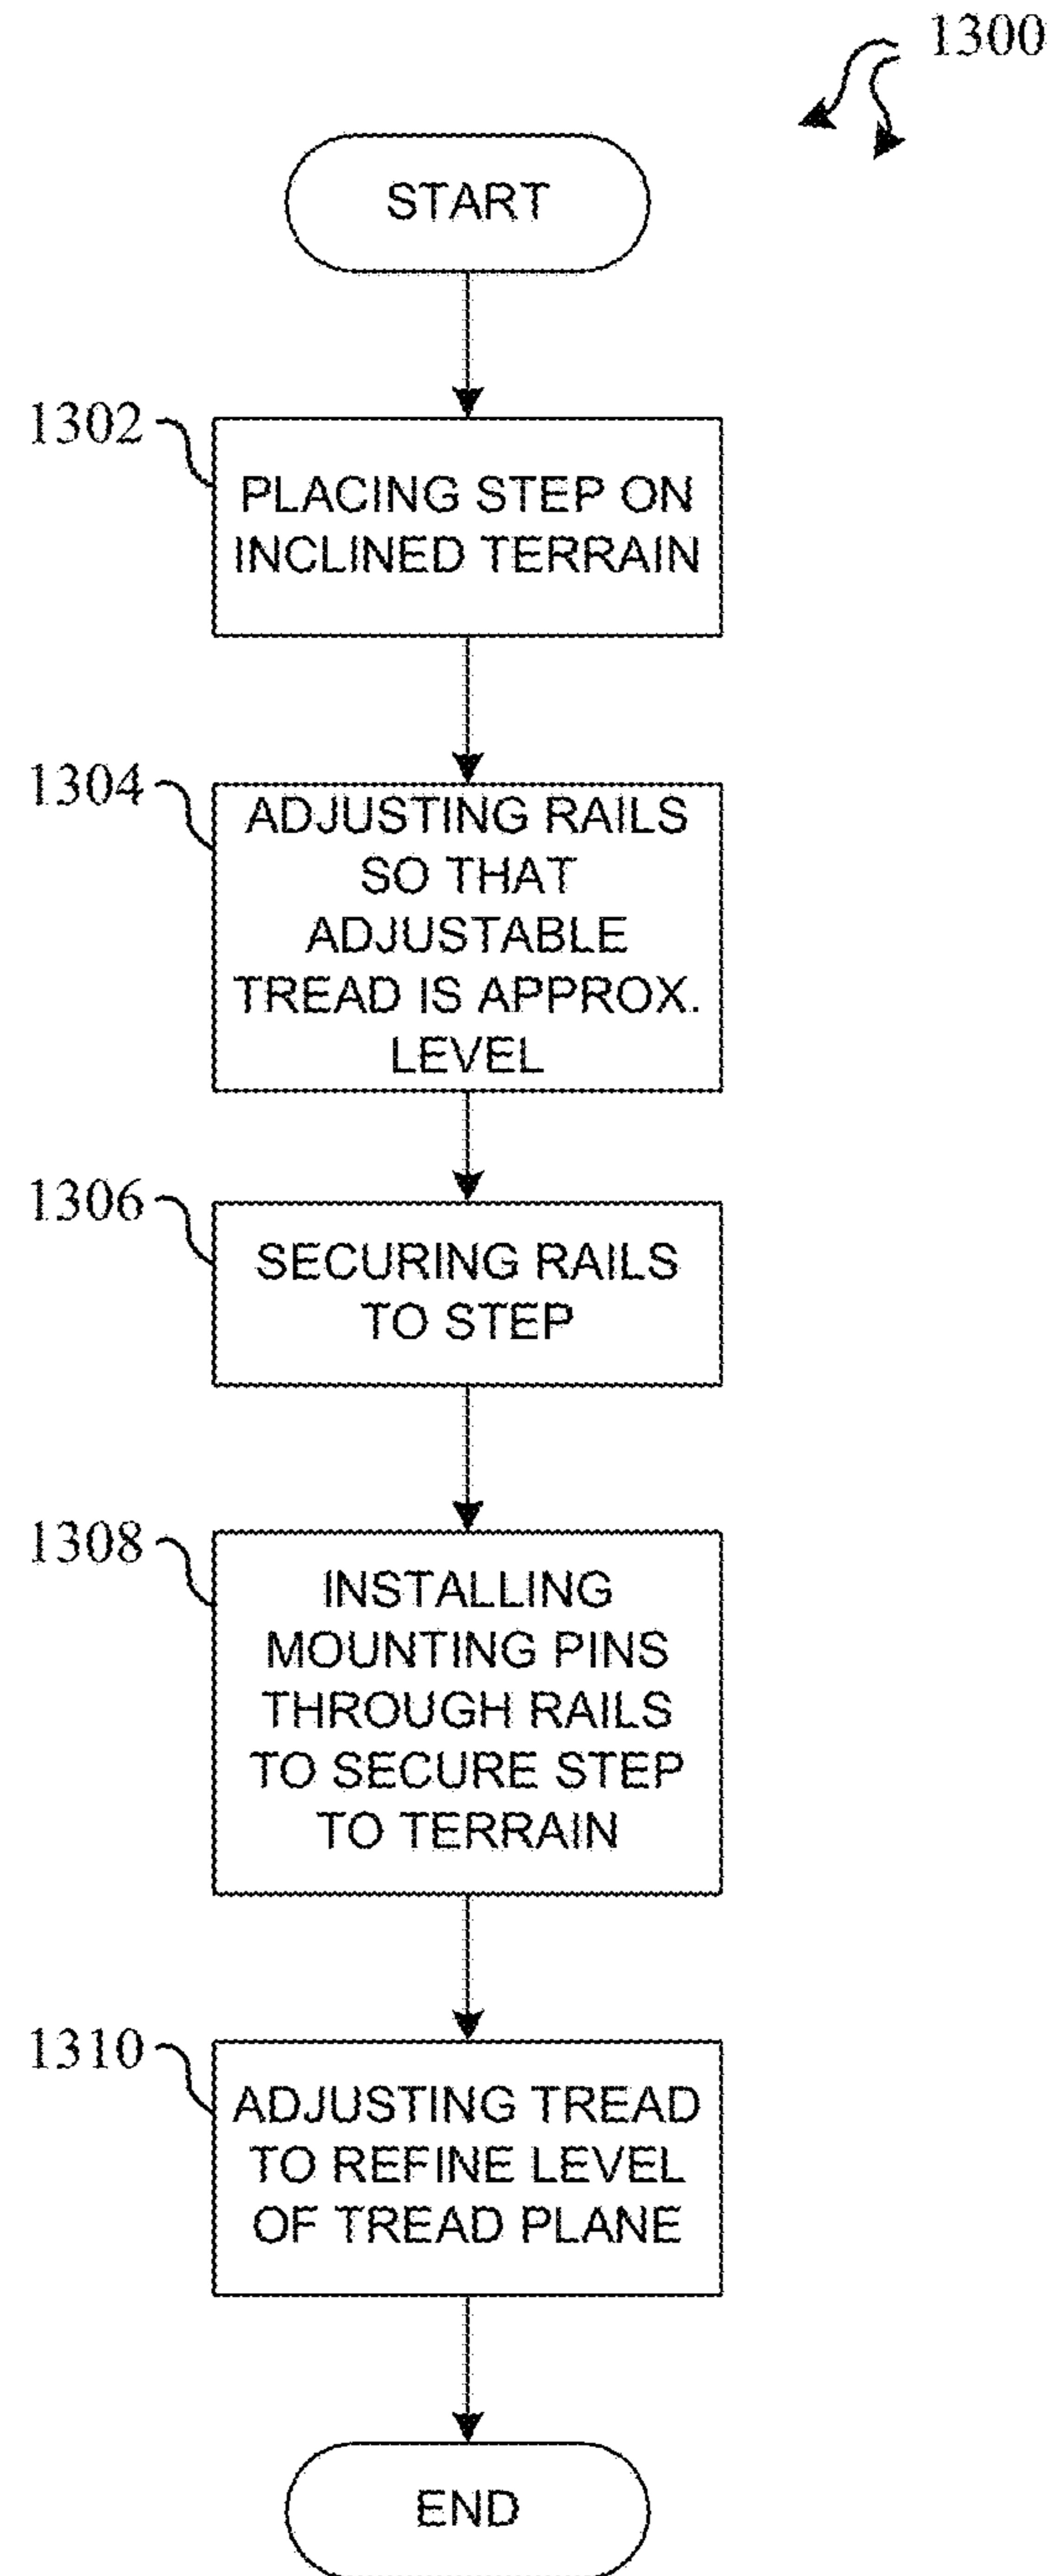 1300
START
1302
PLACING STEP ON
INCLINED TERRAIN
1304
ADJUSTING RAILS
SO THAT
ADJUSTABLE
TREAD IS APPROX.
LEVEL
1306
SECURING RAILS
TO STEP
1308
INSTALLING
MOUNTING PINS
THROUGH RAILS
TO SECURE STEP
TO TERRAIN
1310
ADJUSTING TREAD
TO REFINE LEVEL
OF TREAD PLANE
END